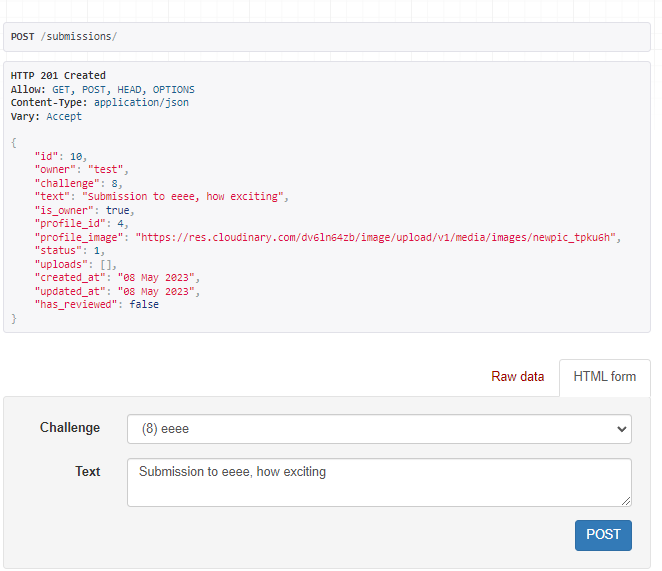 POST /submissions/
HTTP 201 Created
Allow: GET, POST, HEAD, OPTIONS
Content-Type: application/json
Vary: Accept
{
    "id": 10,
    "owner": "test",
    "challenge": 8,
    "text": "Submission to eeee, how exciting",
    "is_owner": true,
    "profile_id": 4,
    "profile_image": "https://res.cloudinary.com/dv6ln64zb/image/upload/v1/media/images/newpic_tpku6h",
    "status": 1,
    "uploads": [],
    "created_at": "08 May 2023",
    "updated_at": "08 May 2023",
    "has_reviewed": false
}
Raw data HTML form
Challenge (8) eeee
Text Submission to eeee, how exciting
POST